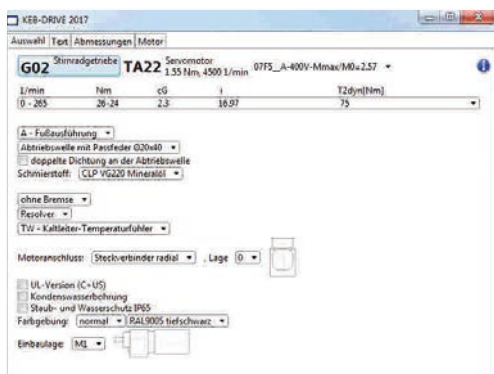 KEB-DRIVE 2017
Auswahl Text Abmessungen Motor
G02 Stirnradgetriebe TA22 Servomotor 1.55 Nm, 4500 1/min 07F5__A-400V-Mmax/M0=2.57
1/min Nm cG i T2dyn[Nm]
0 - 265 26-24 2.3 16.97 75
A - Fußausführung
Abtriebswelle mit Passfeder Ø20x40
doppelte Dichtung an der Abtriebswelle
Schmierstoff: CLP VG220 Mineralöl
ohne Bremse
Resolver
TW - Kaltleiter-Temperaturfühler
Motoranschluss: Steckverbinder radial , Lage 0
UL-Version (C+US)
Kondenswasserbohrung
Staub- und Wasserschutz IP65
Farbgebung: normal RAL9005 tiefschwarz
Einbaulage: M1